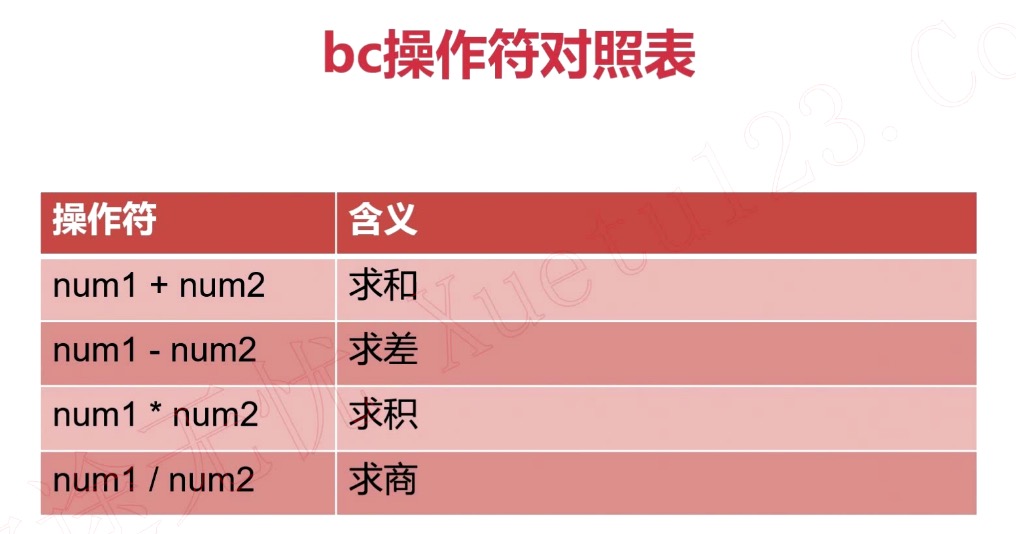 bc操作符对照表
操作符 含义
num1 + num2 求和
num1 - num2 求差
num1 * num2 求积
num1 / num2 求商
途无忧 Xuetu123.Co